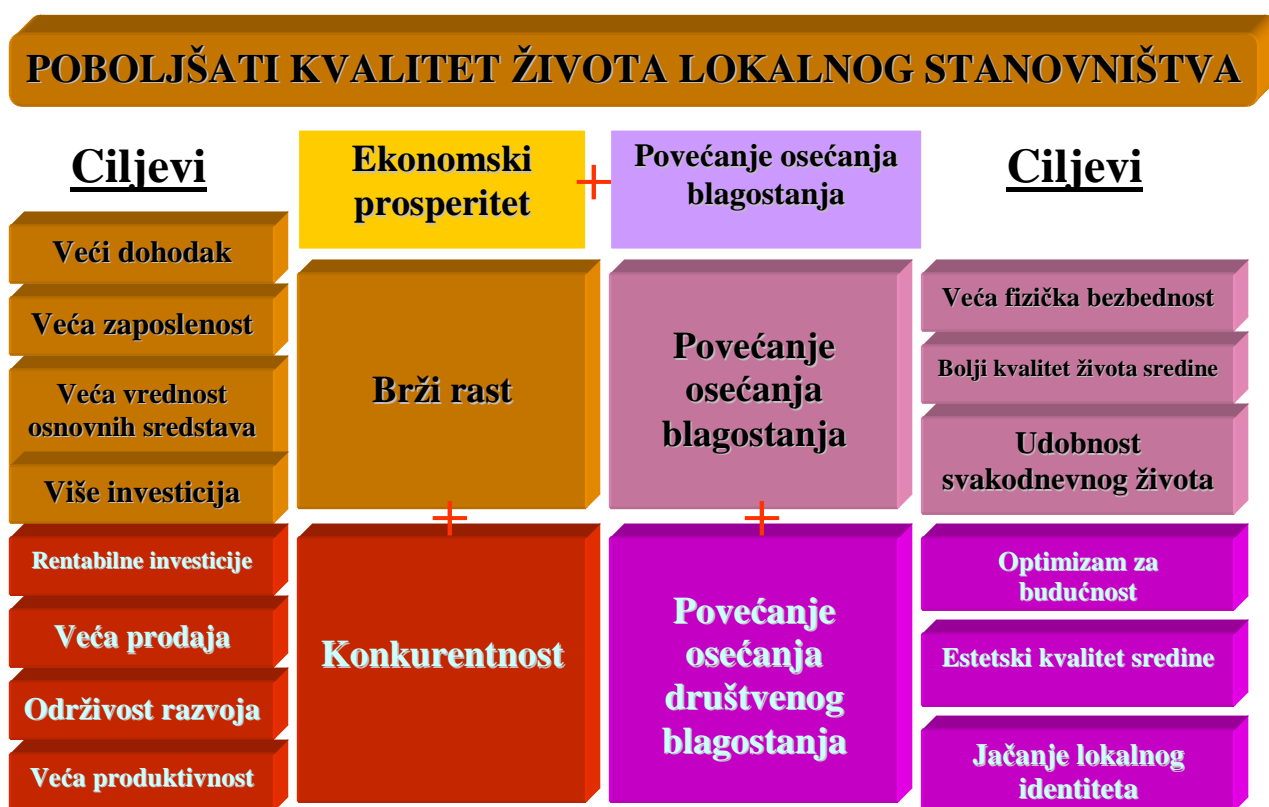 POBOLJŠATI KVALITET ŽIVOTA LOKALNOG STANOVNIŠTVA
Ciljevi
Ekonomski
prosperitet
+
Povećanje osećanja
blagostanja
Ciljevi
Veći dohodak
Veća zaposlenost
Veća vrednost
osnovnih sredstava
Više investicija
Brži rast
Povećanje
osećanja
blagostanja
Veća fizička bezbednost
Bolji kvalitet života sredine
Udobnost
svakodnevnog života
+
+
Rentabilne investicije
Veća prodaja
Održivost razvoja
Veća produktivnost
Konkurentnost
Povećanje
osećanja
društvenog
blagostanja
Optimizam za
budućnost
Estetski kvalitet sredine
Jačanje lokalnog
identiteta